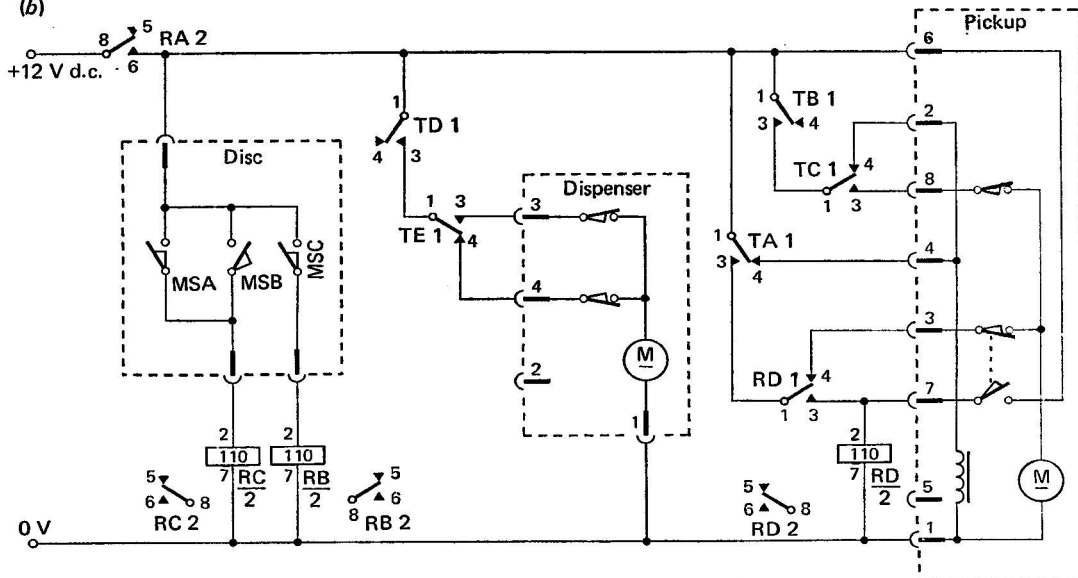 (b)
Pickup
8 5 RA 2
+12 V d.c. 6
6
1 TD 1
4 3
1 TB 1
3 4
2
Disc
TC 1 4
1 3
8
Dispenser
1 3
TE 1 4
3
MSA MSB MSC
1 TA 1
3 4
4
4
3
2
M
RD 1 4
1 3
7
1
2 110 7 RC/2
2 110 7 RB/2
2 110 7 RD/2
M
5 6 8 RC 2
5 6 8 RB 2
5 6 8 RD 2
5
0 V
1